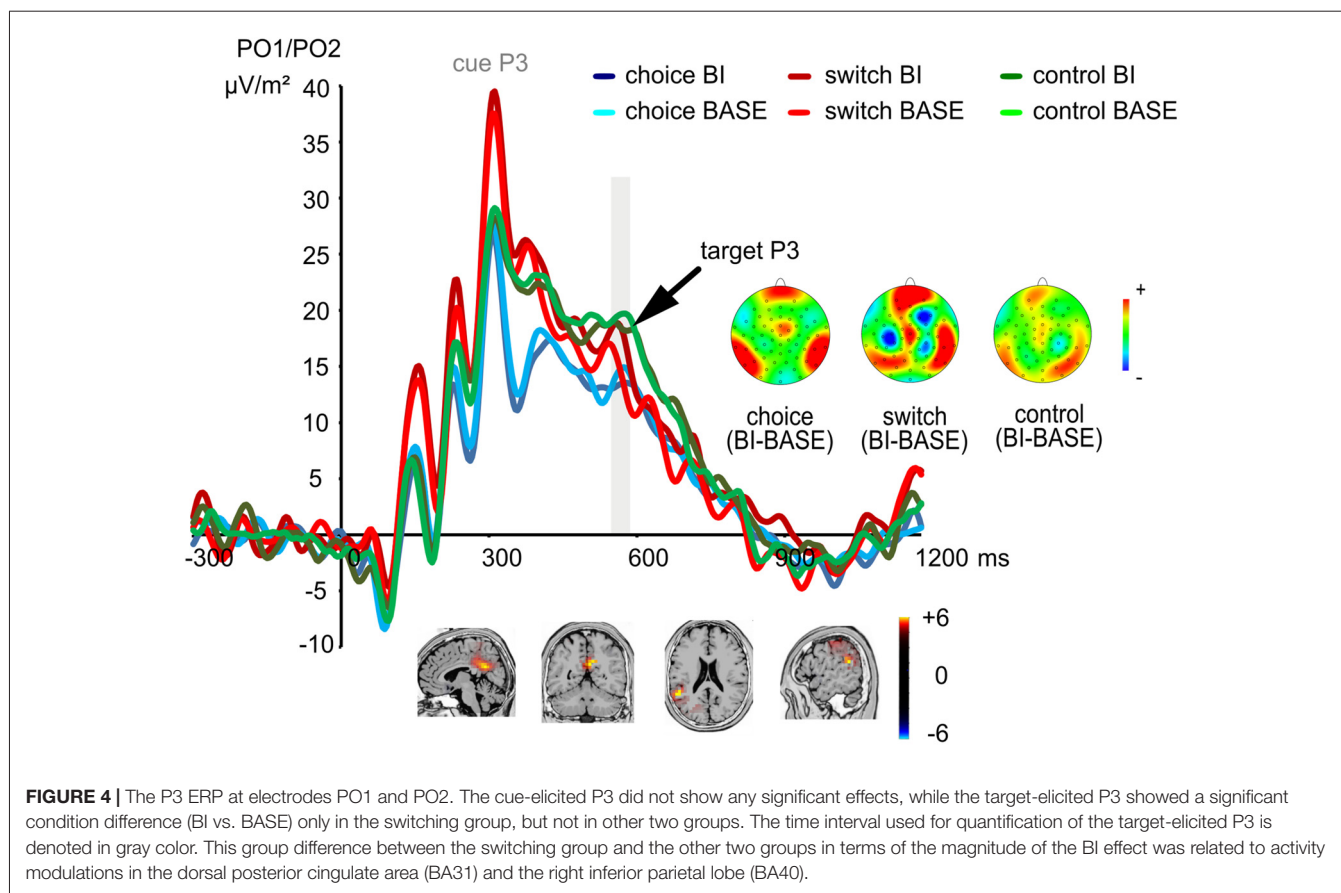 PO1/PO2
µV/m²
cue P3
choice BI
switch BI
control BI
choice BASE
switch BASE
control BASE
40
35
30
25
20
15
10
5
-5
-10
target P3
+
-
choice
(BI-BASE)
switch
(BI-BASE)
control
(BI-BASE)
-300
0
300
600
900
1200 ms
+6
0
-6
FIGURE 4 | The P3 ERP at electrodes PO1 and PO2. The cue-elicited P3 did not show any significant effects, while the target-elicited P3 showed a significant
condition difference (BI vs. BASE) only in the switching group, but not in other two groups. The time interval used for quantification of the target-elicited P3 is
denoted in gray color. This group difference between the switching group and the other two groups in terms of the magnitude of the BI effect was related to activity
modulations in the dorsal posterior cingulate area (BA31) and the right inferior parietal lobe (BA40).